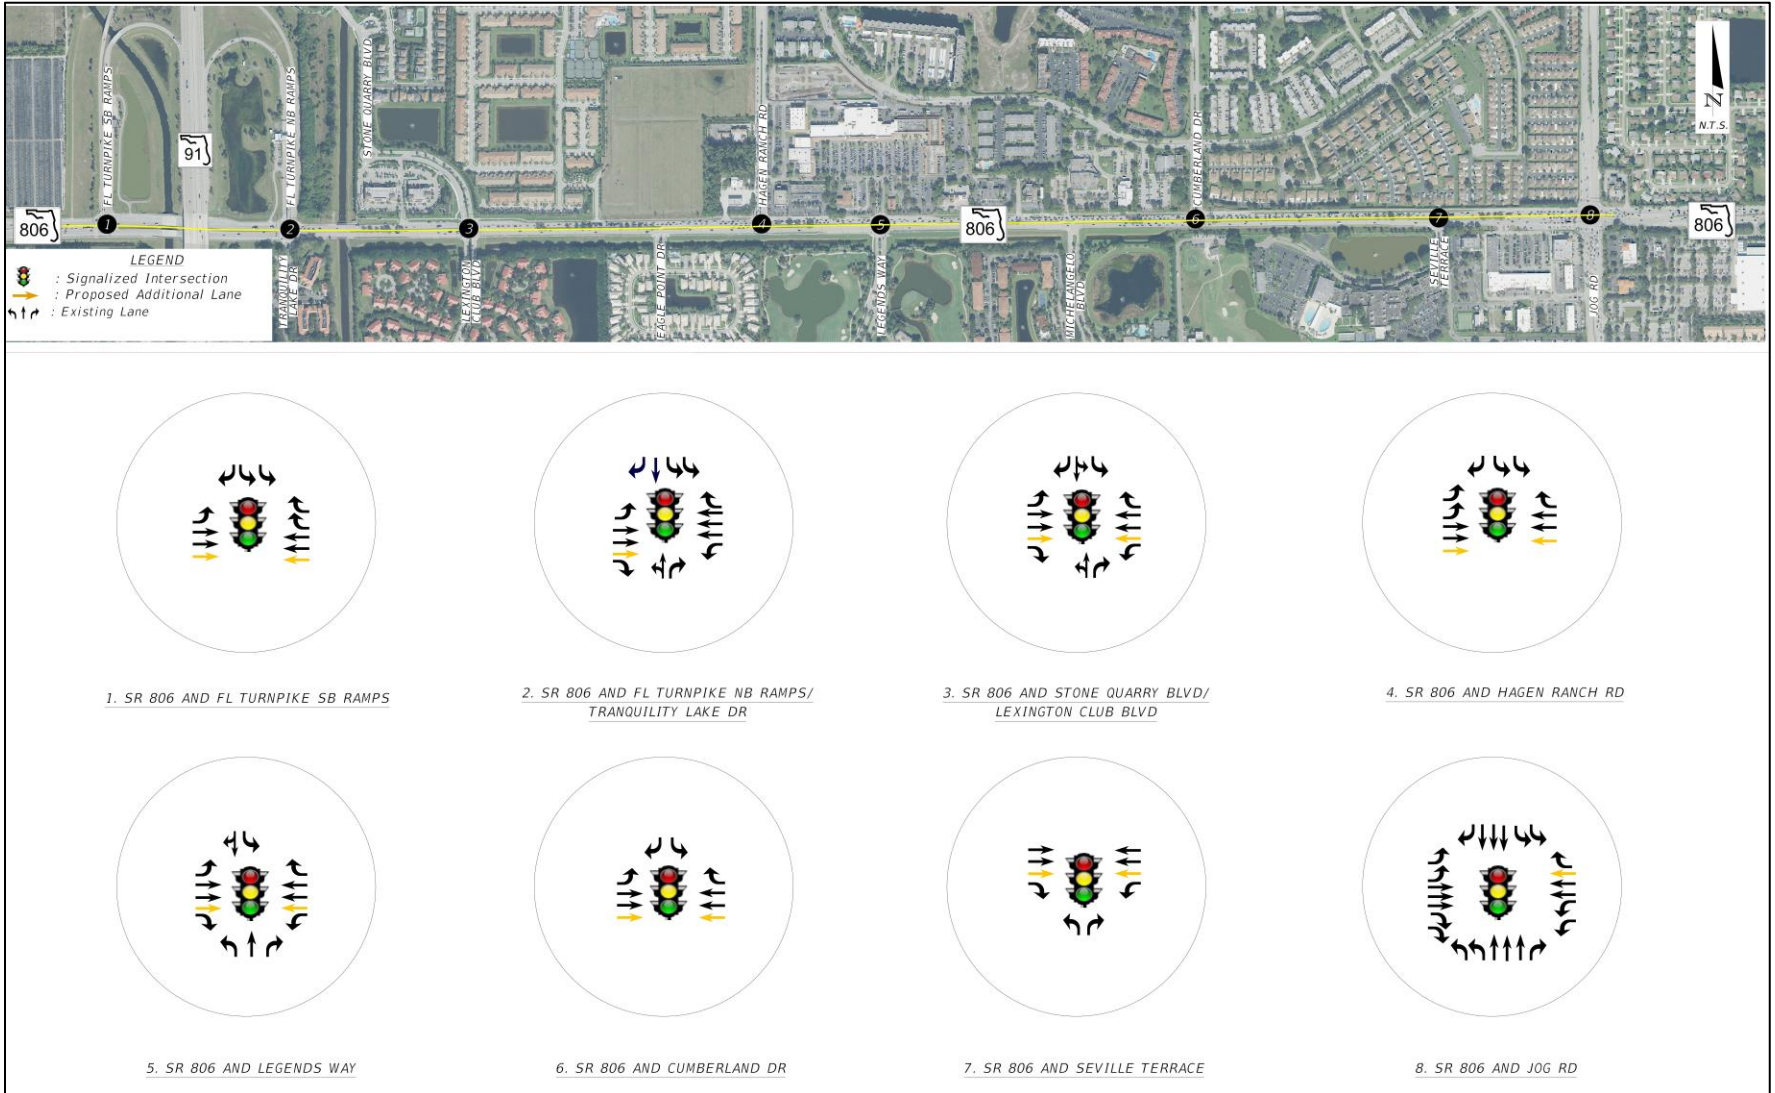 FL TURNPIKE SB RAMPS
91
FL TURNPIKE NB RAMPS
STONE QUARRY BLVD
HAGEN RANCH RD
CUMBERLAND DR
N
N.T.S.
806
1
2
3
4
5
806
6
7
8
806
LEGEND
: Signalized Intersection
: Proposed Additional Lane
: Existing Lane
TRANQUILITY
LAKE DR
LEXINGTON
CLUB BLVD
EAGLE POINT DR
LEGENDS WAY
MICHELANGELO
BLVD
SEVILLE
TERRACE
JOG RD
1. SR 806 AND FL TURNPIKE SB RAMPS
2. SR 806 AND FL TURNPIKE NB RAMPS/
TRANQUILITY LAKE DR
3. SR 806 AND STONE QUARRY BLVD/
LEXINGTON CLUB BLVD
4. SR 806 AND HAGEN RANCH RD
5. SR 806 AND LEGENDS WAY
6. SR 806 AND CUMBERLAND DR
7. SR 806 AND SEVILLE TERRACE
8. SR 806 AND JOG RD